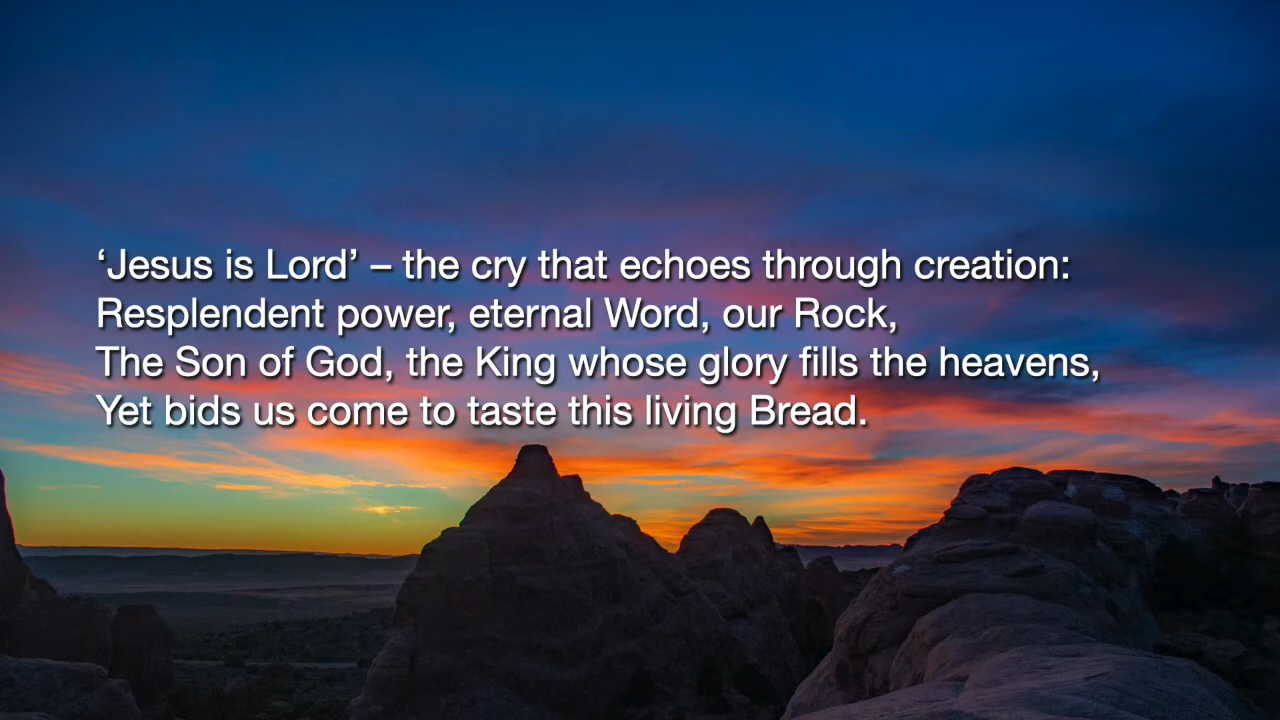 ‘Jesus is Lord’ – the cry that echoes through creation:
Resplendent power, eternal Word, our Rock,
The Son of God, the King whose glory fills the heavens,
Yet bids us come to taste this living Bread.